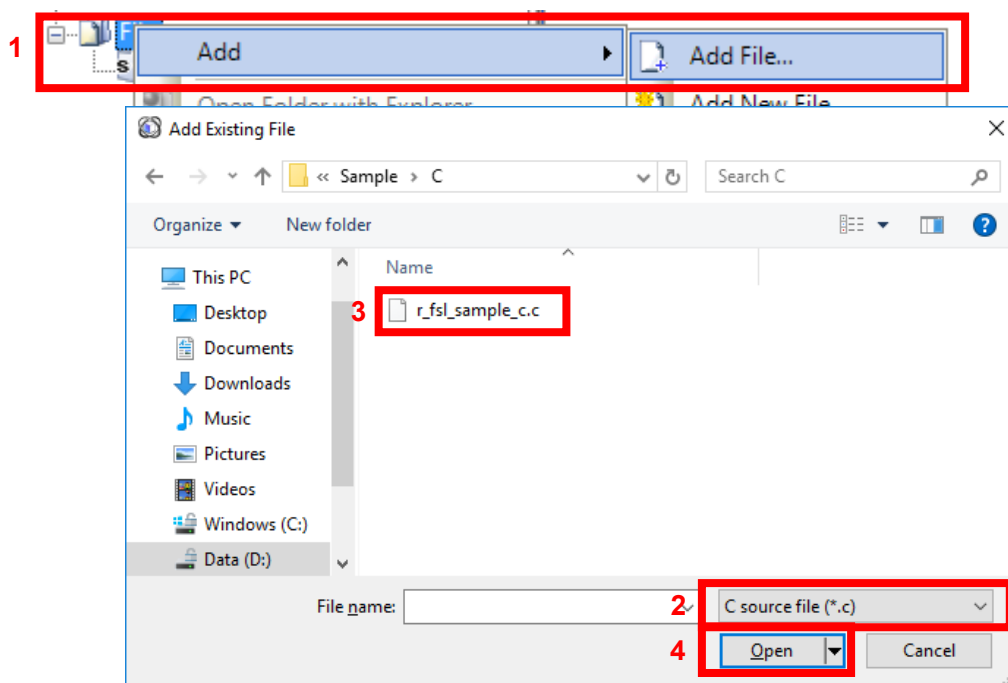 1
F
Add
Add File...
s
Open Folder with Explorer
Add New File
Add Existing File
« Sample › C
Search C
Organize
New folder
?
This PC
Name
Desktop
3
r_fsl_sample_c.c
Documents
Downloads
Music
Pictures
Videos
Windows (C:)
Data (D:)
File name:
2
C source file (*.c)
4
Open
Cancel